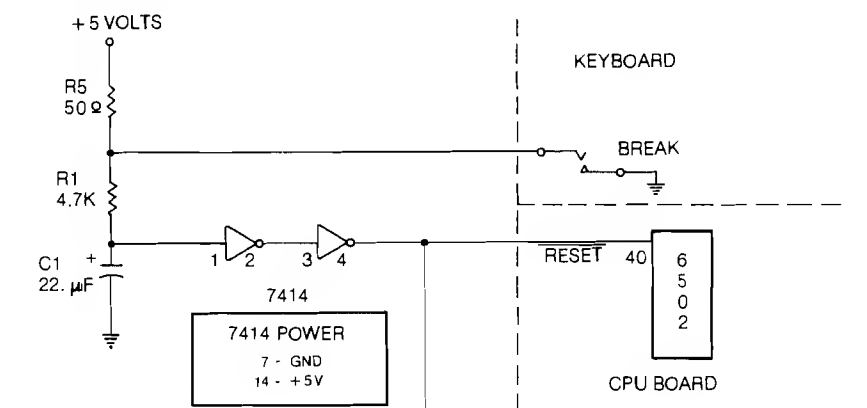 +5 VOLTS
KEYBOARD
R5
50 Ω
BREAK
R1
4.7K
1 2 3 4
RESET 40
6
5
0
2
C1 +
22. μF
7414
7414 POWER
7 - GND
14 - +5V
CPU BOARD